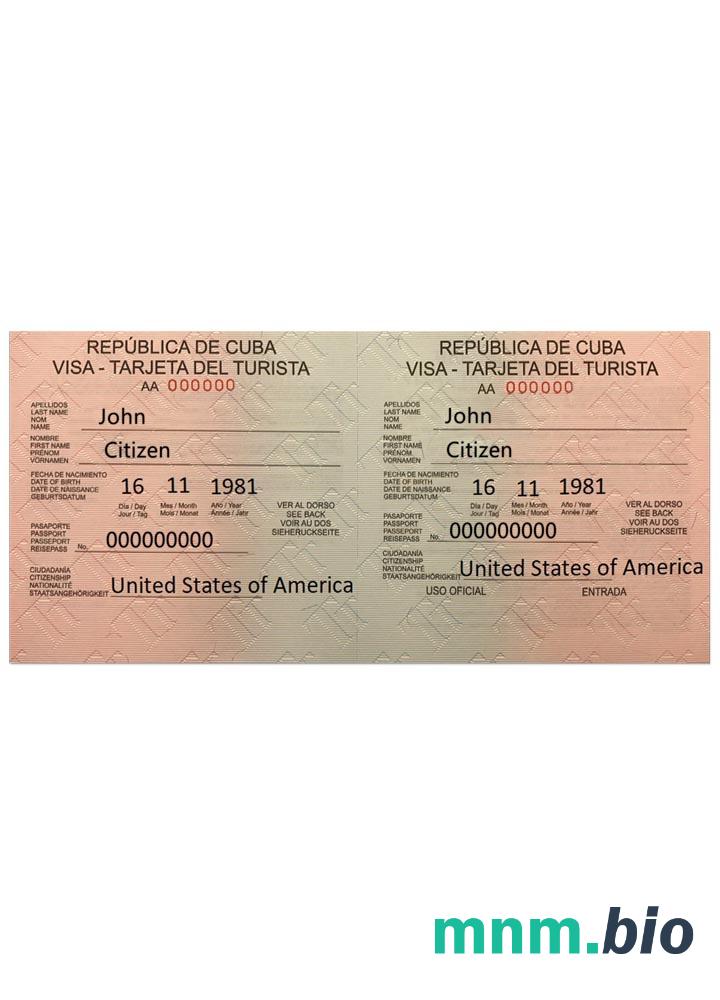 REPÚBLICA DE CUBA
VISA - TARJETA DEL TURISTA
AA 000000
APELLIDOS
LAST NAME
NOM
NAME
John
NOMBRE
FIRST NAME
PRÉNOM
VORNAMEN
Citizen
FECHA DE NACIMIENTO
DATE OF BIRTH
DATE DE NAISSANCE
GEBURTSDATUM
16 11 1981
Día / Day Mes / Month Año / Year
Jour / Tag Mois / Monat Année / Jahr
VER AL DORSO
SEE BACK
VOIR AU DOS
SIEHERUCKSEITE
PASAPORTE
PASSPORT
PASSEPORT
REISEPASS No. 000000000
CIUDADANÍA
CITIZENSHIP
NATIONALITÉ
STAATSANGEHÖRIGKEIT United States of America
REPÚBLICA DE CUBA
VISA - TARJETA DEL TURISTA
AA 000000
APELLIDOS
LAST NAME
NOM
NAME
John
NOMBRE
FIRST NAME
PRÉNOM
VORNAMEN
Citizen
FECHA DE NACIMIENTO
DATE OF BIRTH
DATE DE NAISSANCE
GEBURTSDATUM
16 11 1981
Día / Day Mes / Month Año / Year
Jour / Tag Mois / Monat Année / Jahr
VER AL DORSO
SEE BACK
VOIR AU DOS
SIEHERUCKSEITE
PASAPORTE
PASSPORT
PASSEPORT
REISEPASS No. 000000000
CIUDADANÍA
CITIZENSHIP
NATIONALITÉ
STAATSANGEHÖRIGKEIT United States of America
USO OFICIAL ENTRADA
mnm.bio